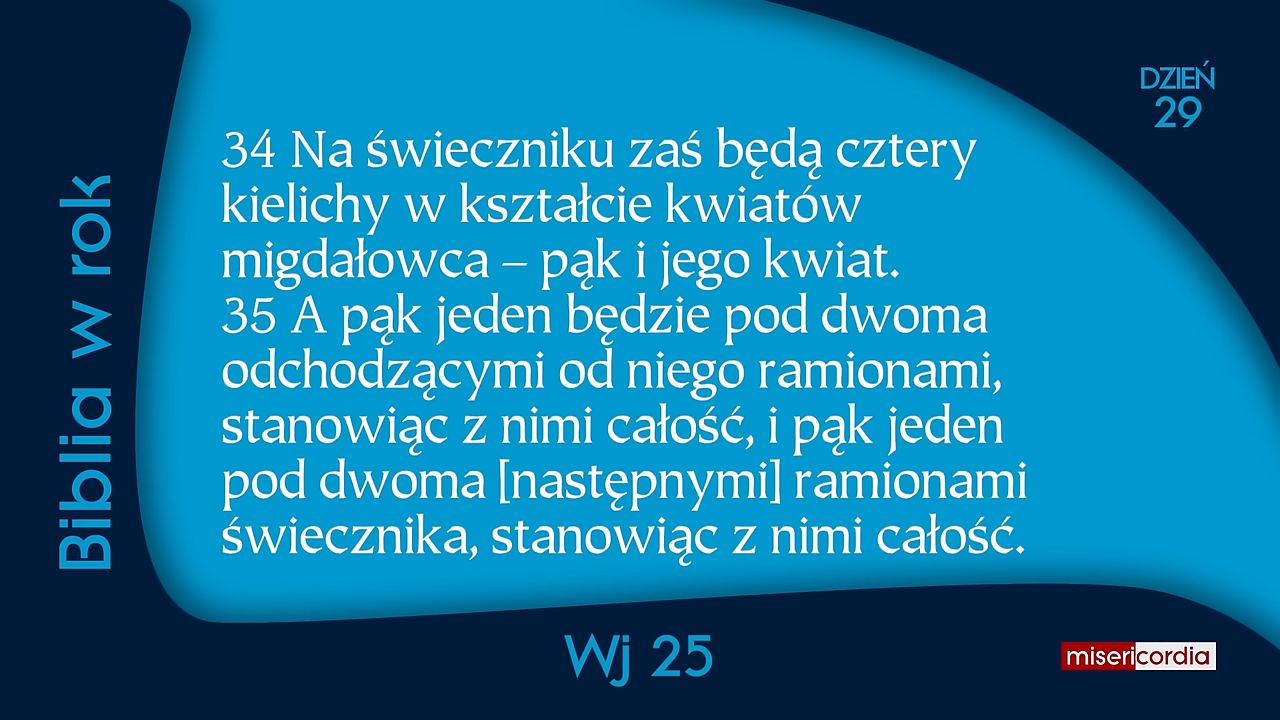 DZIEŃ
29
34 Na świeczniku zaś będą cztery
kielichy w kształcie kwiatów
migdałowca – pąk i jego kwiat.
35 A pąk jeden będzie pod dwoma
odchodzącymi od niego ramionami,
stanowiąc z nimi całość, i pąk jeden
pod dwoma [następnymi] ramionami
świecznika, stanowiąc z nimi całość.
Biblia w rok
Wj 25
misericordia